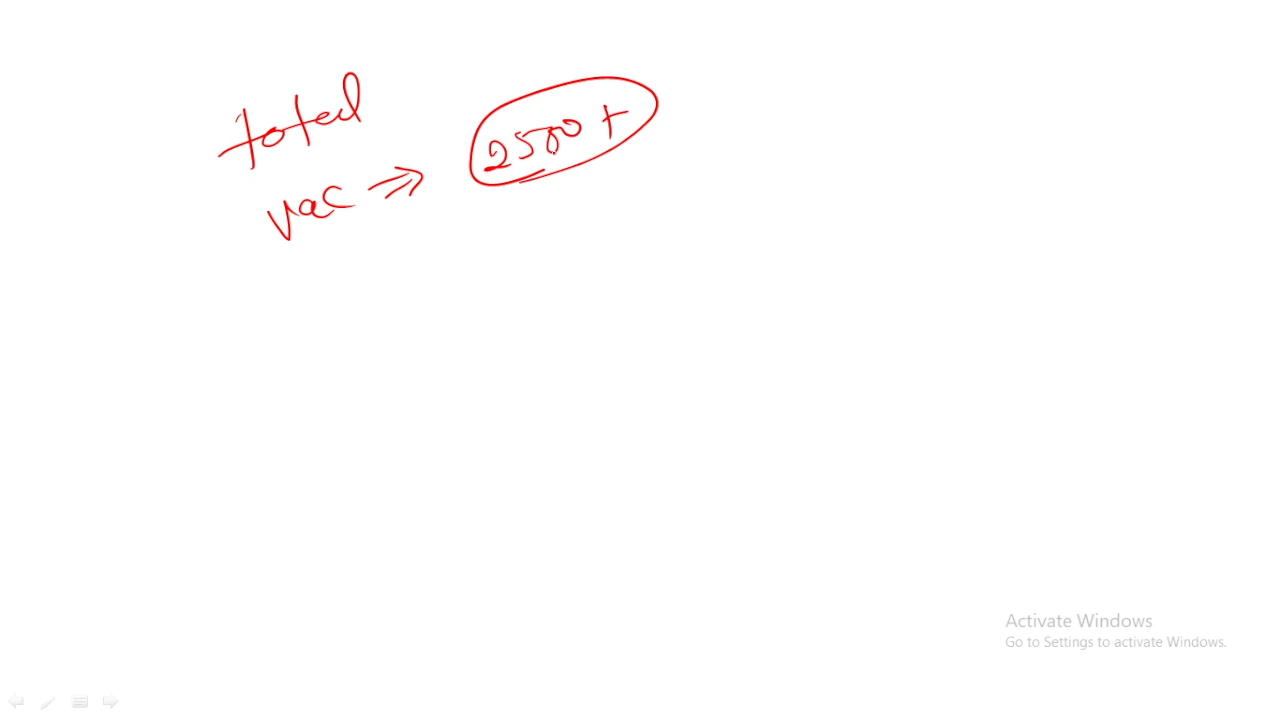 total
vac ⇒ 2500+
Activate Windows
Go to Settings to activate Windows.